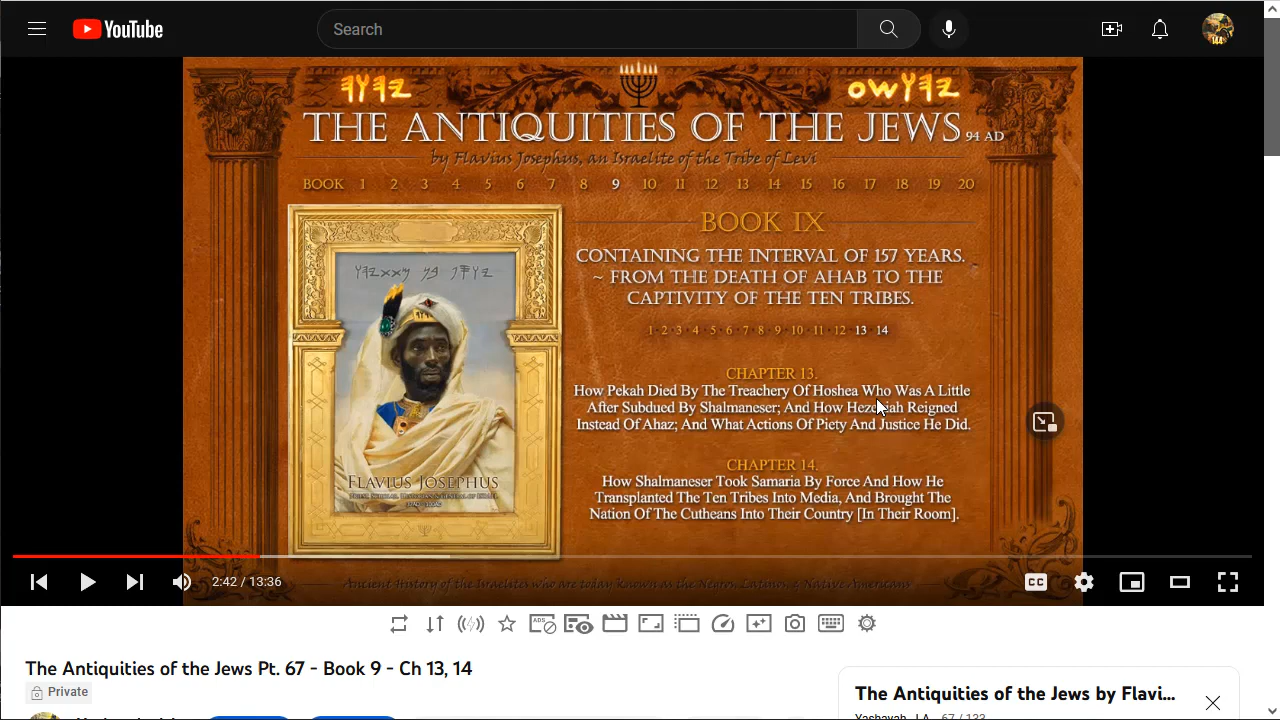 YouTube
Search
𐤉𐤄𐤅𐤄
𐤉𐤄𐤅𐤔𐤏
THE ANTIQUITIES OF THE JEWS 94 AD
by Flavius Josephus, an Israelite of the Tribe of Levi
BOOK 1 2 3 4 5 6 7 8 9 10 11 12 13 14 15 16 17 18 19 20
BOOK IX
CONTAINING THE INTERVAL OF 157 YEARS.
~ FROM THE DEATH OF AHAB TO THE
CAPTIVITY OF THE TEN TRIBES.
1 · 2 · 3 · 4 · 5 · 6 · 7 · 8 · 9 · 10 · 11 · 12 · 13 · 14
CHAPTER 13.
How Pekah Died By The Treachery Of Hoshea Who Was A Little
After Subdued By Shalmaneser; And How Hezekiah Reigned
Instead Of Ahaz; And What Actions Of Piety And Justice He Did.
CHAPTER 14.
How Shalmaneser Took Samaria By Force And How He
Transplanted The Ten Tribes Into Media, And Brought The
Nation Of The Cutheans Into Their Country [In Their Room].
FLAVIUS JOSEPHUS
Ancient History of the Israelites who are today known as the Negroes, Latinos, & Native Americans
2:42 / 13:36
CC
ADS
The Antiquities of the Jews Pt. 67 - Book 9 - Ch 13, 14
Private
The Antiquities of the Jews by Flavi...
67 / 133